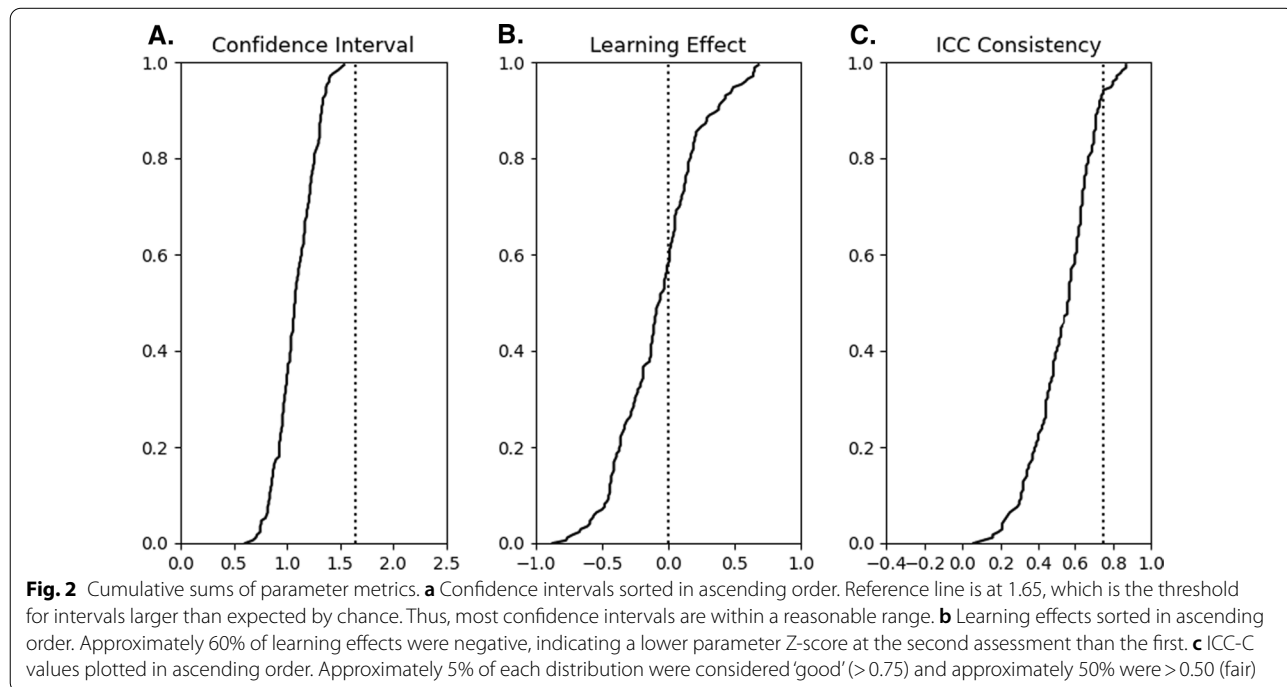 A. Confidence Interval
B. Learning Effect
C. ICC Consistency
1.0
0.8
0.6
0.4
0.2
0.0
0.0 0.5 1.0 1.5 2.0 2.5
1.0
0.8
0.6
0.4
0.2
0.0
−1.0 −0.5 0.0 0.5 1.0
1.0
0.8
0.6
0.4
0.2
0.0
−0.4 −0.2 0.0 0.2 0.4 0.6 0.8 1.0
Fig. 2 Cumulative sums of parameter metrics. a Confidence intervals sorted in ascending order. Reference line is at 1.65, which is the threshold
for intervals larger than expected by chance. Thus, most confidence intervals are within a reasonable range. b Learning effects sorted in ascending
order. Approximately 60% of learning effects were negative, indicating a lower parameter Z-score at the second assessment than the first. c ICC-C
values plotted in ascending order. Approximately 5% of each distribution were considered 'good' (> 0.75) and approximately 50% were > 0.50 (fair)